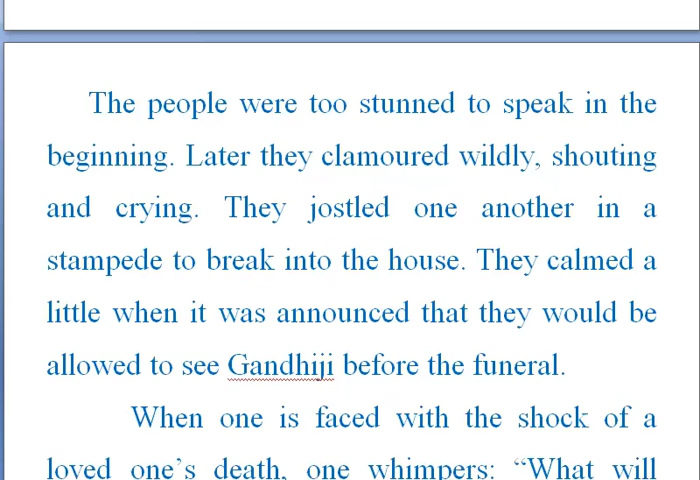 The people were too stunned to speak in the
beginning. Later they clamoured wildly, shouting
and crying. They jostled one another in a
stampede to break into the house. They calmed a
little when it was announced that they would be
allowed to see Gandhiji before the funeral.
When one is faced with the shock of a
loved one’s death, one whimpers: “What will